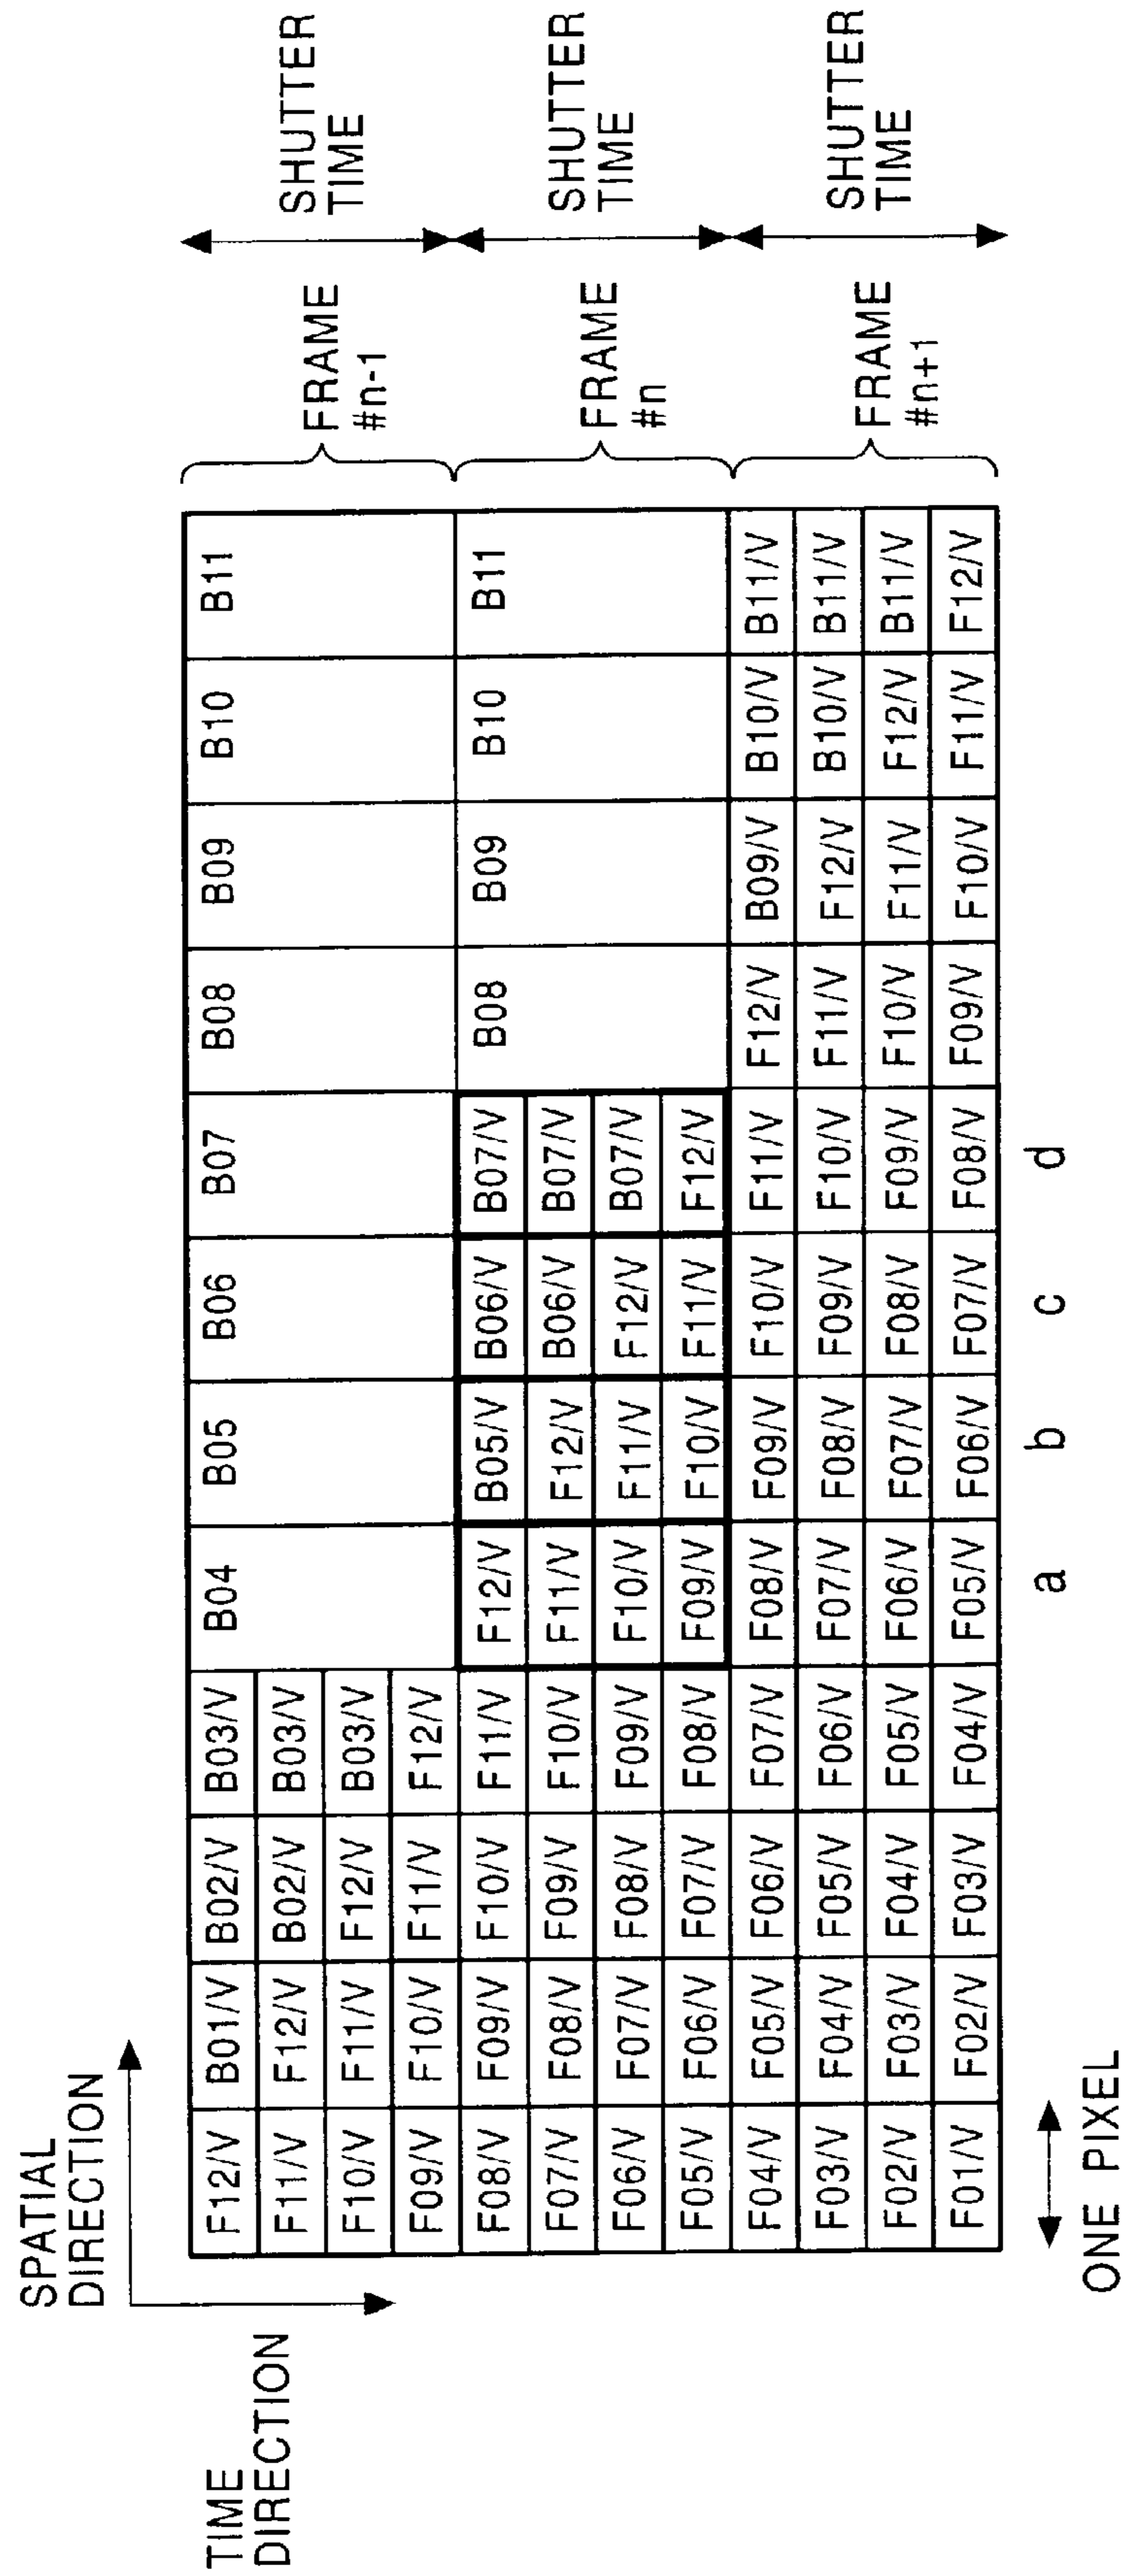 SPATIAL
DIRECTION
TIME
DIRECTION
F12/V B01/V B02/V B03/V B04 B05 B06 B07 B08 B09 B10 B11
F11/V F12/V B02/V B03/V
F10/V F11/V F12/V B03/V
F09/V F10/V F11/V F12/V
FRAME
#n-1
SHUTTER
TIME
F08/V F09/V F10/V F11/V F12/V B05/V B06/V B07/V B08 B09 B10 B11
F07/V F08/V F09/V F10/V F11/V F12/V B06/V B07/V
F06/V F07/V F08/V F09/V F10/V F11/V F12/V B07/V
F05/V F06/V F07/V F08/V F09/V F10/V F11/V F12/V
FRAME
#n
SHUTTER
TIME
F04/V F05/V F06/V F07/V F08/V F09/V F10/V F11/V F12/V B09/V B10/V B11/V
F03/V F04/V F05/V F06/V F07/V F08/V F09/V F10/V F11/V F12/V B10/V B11/V
F02/V F03/V F04/V F05/V F06/V F07/V F08/V F09/V F10/V F11/V F12/V B11/V
F01/V F02/V F03/V F04/V F05/V F06/V F07/V F08/V F09/V F10/V F11/V F12/V
FRAME
#n+1
SHUTTER
TIME
a b c d
ONE PIXEL